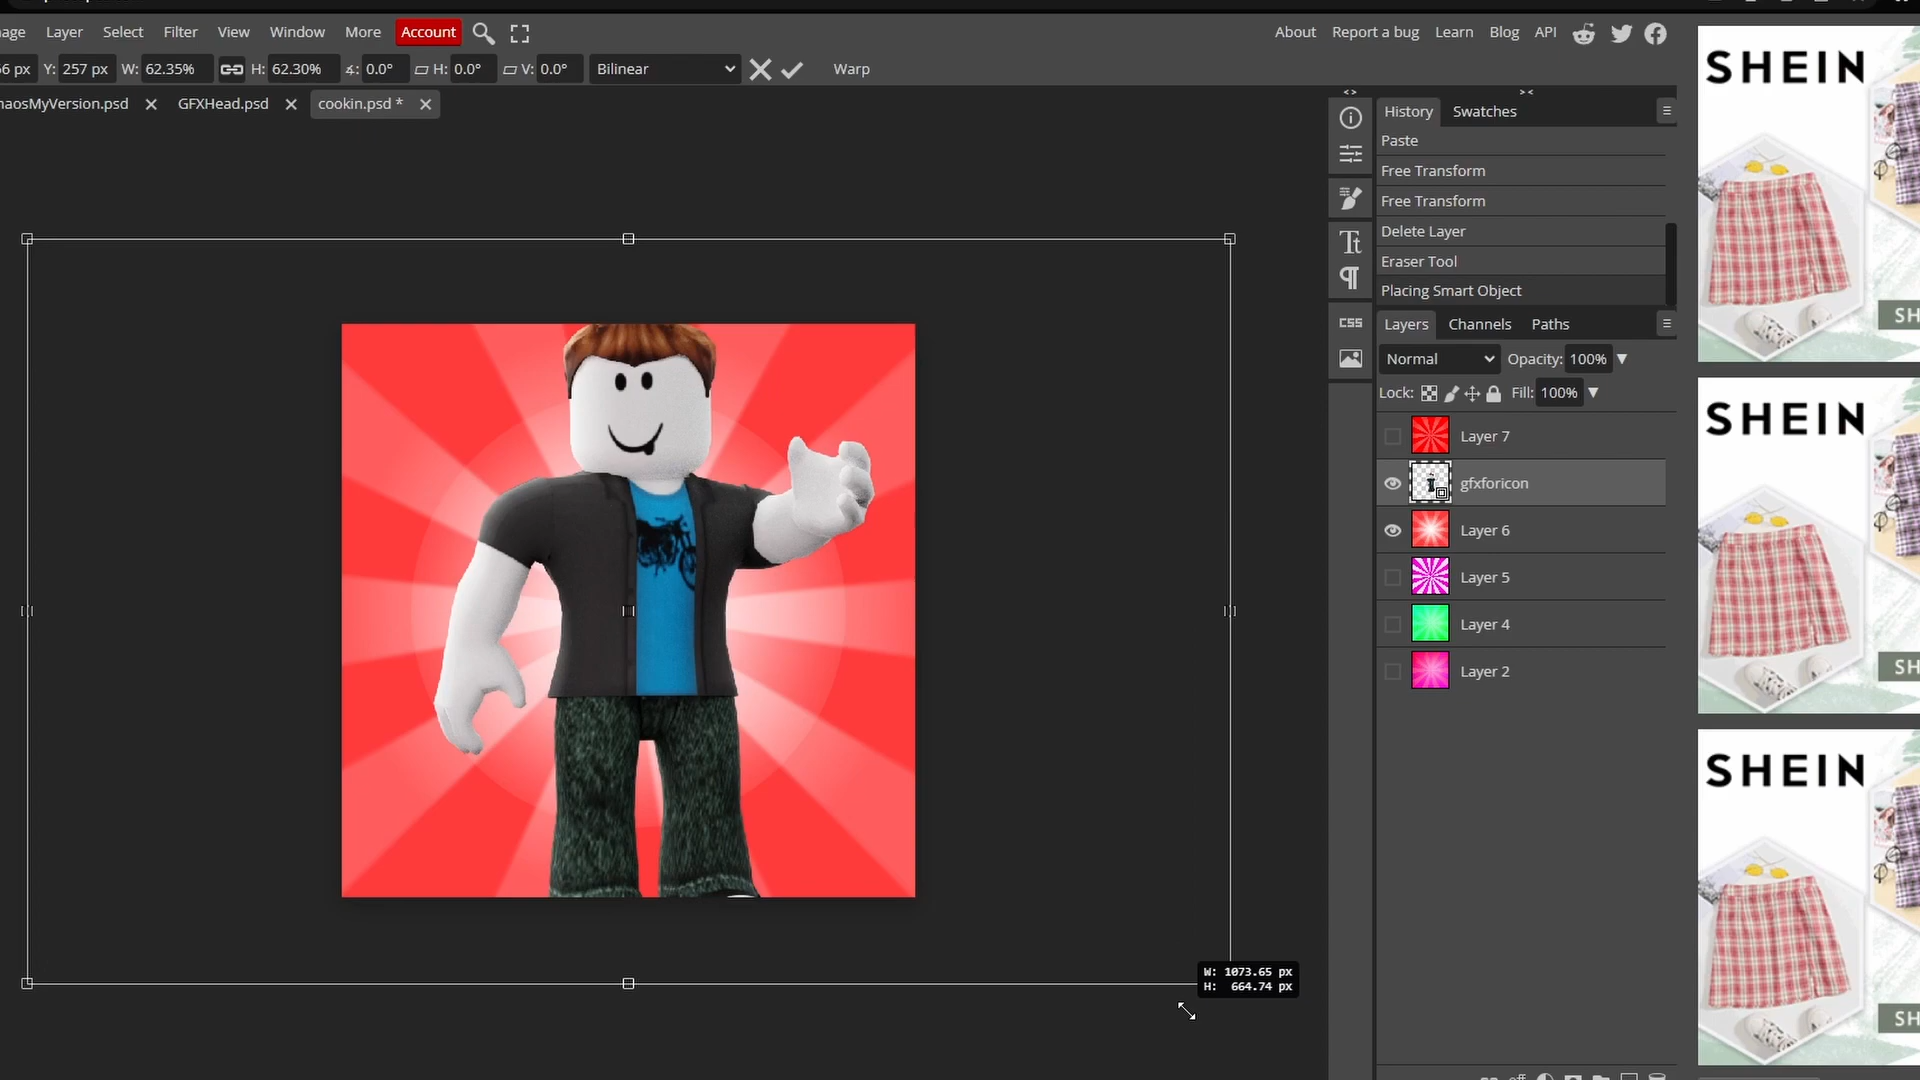 age Layer Select Filter View Window More Account About Report a bug Learn Blog API
6 px Y: 257 px W: 62.35% H: 62.30% ∡: 0.0° H: 0.0° V: 0.0° Bilinear Warp
haosMyVersion.psd GFXHead.psd cookin.psd *
< > > <
History Swatches
Paste
Free Transform
Free Transform
Delete Layer
Eraser Tool
Placing Smart Object
Tt
¶
CSS
Layers Channels Paths
Normal Opacity: 100%
Lock: Fill: 100%
Layer 7
gfxforicon
Layer 6
Layer 5
Layer 4
Layer 2
W: 1073.65 px
H: 664.74 px
SHEIN
SH
SHEIN
SH
SHEIN
SH